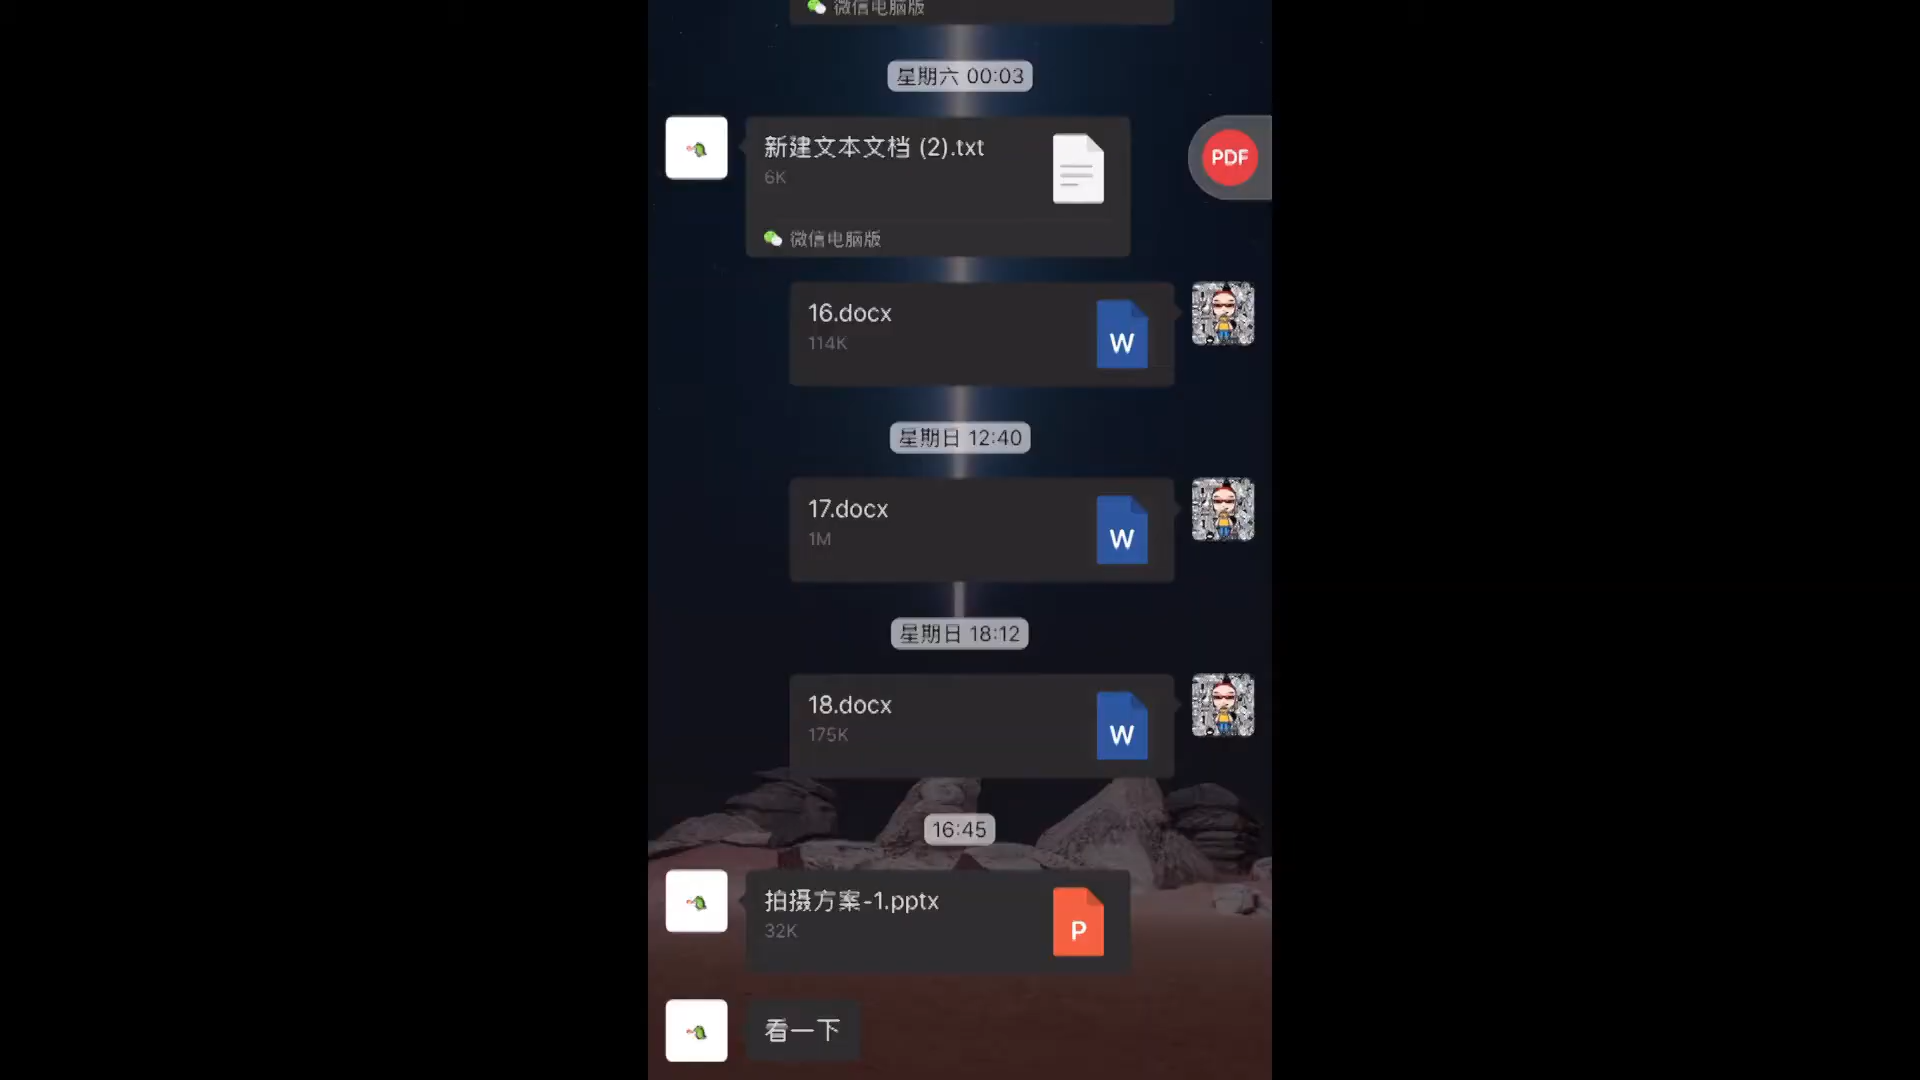 微信电脑版
星期六 00:03
新建文本文档 (2).txt
6K
PDF
微信电脑版
16.docx
114K
W
星期日 12:40
17.docx
1M
W
星期日 18:12
18.docx
175K
W
16:45
拍摄方案-1.pptx
32K
P
看一下